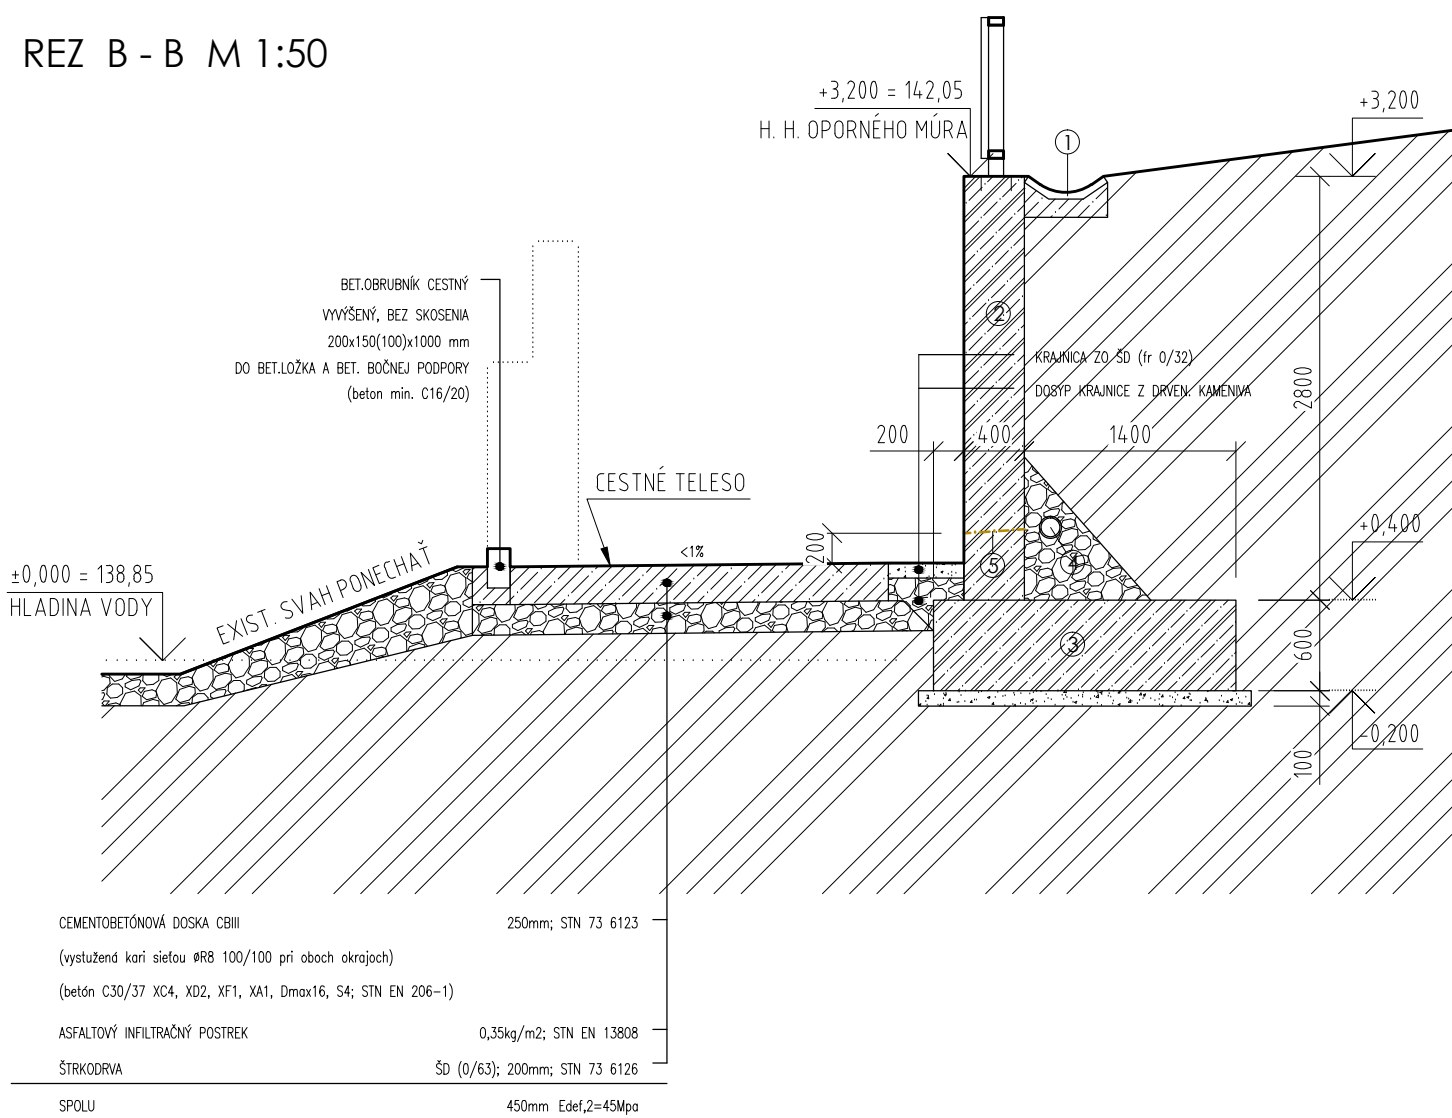 REZ B - B M 1:50
+3,200 = 142,05
H. H. OPORNÉHO MÚRA
+3,200
1
BET.OBRUBNÍK CESTNÝ
VYVÝŠENÝ, BEZ SKOSENIA
200x150(100)x1000 mm
DO BET.LOŽKA A BET. BOČNEJ PODPORY
(beton min. C16/20)
2
KRAJNICA ZO ŠD (fr 0/32)
DOSYP KRAJNICE Z DRVEN. KAMENIVA
2800
200
400
1400
CESTNÉ TELESO
<1%
200
+0,400
±0,000 = 138,85
HLADINA VODY
EXIST. SVAH PONECHAŤ
5
4
3
600
-0,200
100
CEMENTOBETÓNOVÁ DOSKA CBIII 250mm; STN 73 6123
(vystužená kari sieťou øR8 100/100 pri oboch okrajoch)
(betón C30/37 XC4, XD2, XF1, XA1, Dmax16, S4; STN EN 206-1)
ASFALTOVÝ INFILTRAČNÝ POSTREK 0,35kg/m2; STN EN 13808
ŠTRKODRVA ŠD (0/63); 200mm; STN 73 6126
SPOLU 450mm Edef,2=45Mpa